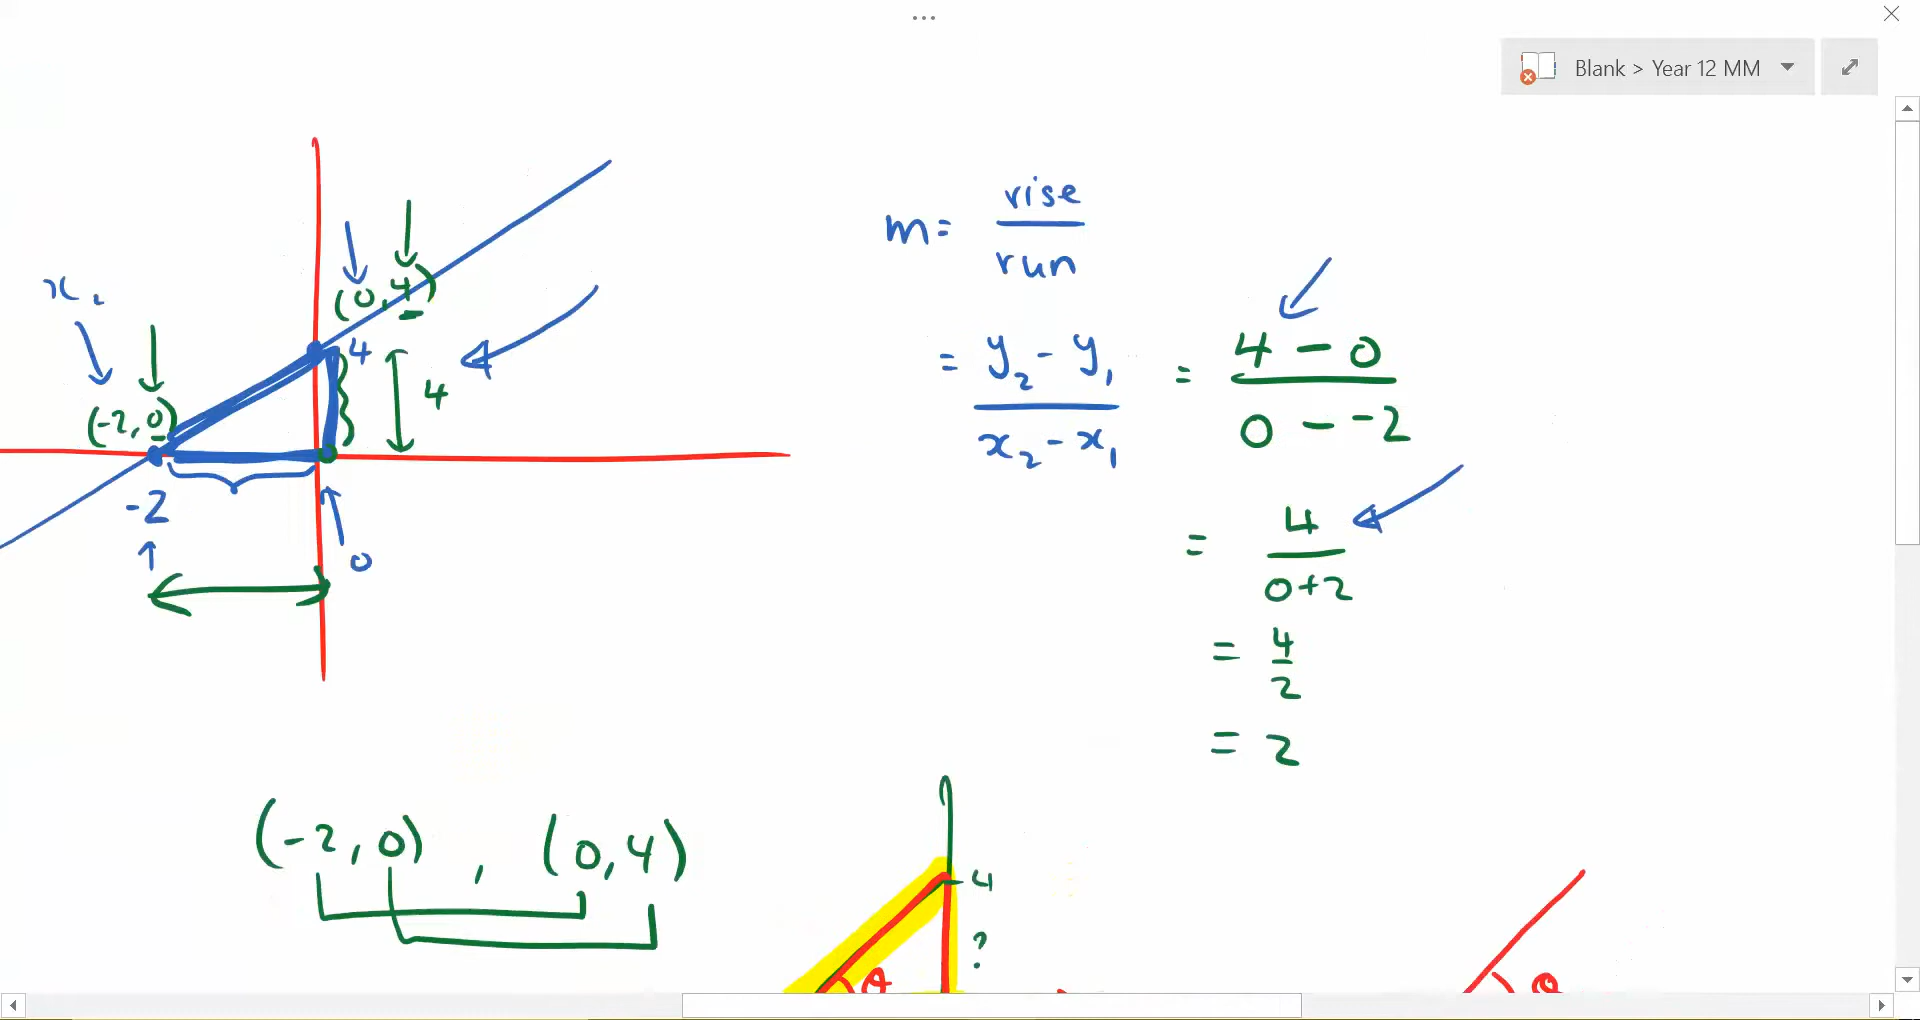 Blank > Year 12 MM
m = rise / run
= y₂ - y₁ / x₂ - x₁ = 4 - 0 / 0 - -2
= 4 / 0+2
= 4/2
= 2
(0, 4)
4
4
(-2, 0)
-2
0
(-2, 0) , (0, 4)
4
?
θ
θ